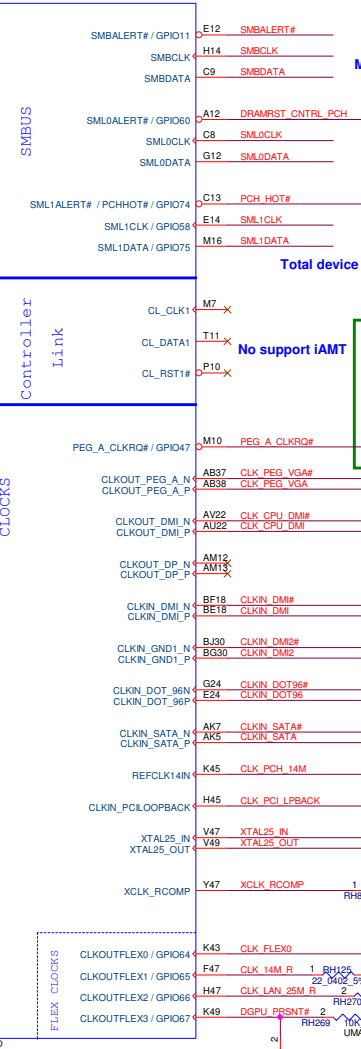 SMBUS
SMBALERT# / GPIO11 E12 SMBALERT#
SMBCLK H14 SMBCLK
SMBDATA C9 SMBDATA
SML0ALERT# / GPIO60 A12 DRAMRST_CNTRL_PCH
SML0CLK C8 SML0CLK
SML0DATA G12 SML0DATA
SML1ALERT# / PCHHOT# / GPIO74 C13 PCH_HOT#
SML1CLK / GPIO58 E14 SML1CLK
SML1DATA / GPIO75 M16 SML1DATA
Total device
Controller
Link
CL_CLK1 M7
CL_DATA1 T11
CL_RST1# P10
No support iAMT
CLOCKS
PEG_A_CLKRQ# / GPIO47 M10 PEG_A_CLKRQ#
CLKOUT_PEG_A_N AB37 CLK_PEG_VGA#
CLKOUT_PEG_A_P AB38 CLK_PEG_VGA
CLKOUT_DMI_N AV22 CLK_CPU_DMI#
CLKOUT_DMI_P AU22 CLK_CPU_DMI
CLKOUT_DP_N AM12
CLKOUT_DP_P AM13
CLKIN_DMI_N BF18 CLKIN_DMI#
CLKIN_DMI_P BE18 CLKIN_DMI
CLKIN_GND1_N BJ30 CLKIN_DMI2#
CLKIN_GND1_P BG30 CLKIN_DMI2
CLKIN_DOT_96N G24 CLKIN_DOT96#
CLKIN_DOT_96P E24 CLKIN_DOT96
CLKIN_SATA_N AK7 CLKIN_SATA#
CLKIN_SATA_P AK5 CLKIN_SATA
REFCLK14IN K45 CLK_PCH_14M
CLKIN_PCILOOPBACK H45 CLK_PCI_LPBACK
XTAL25_IN V47 XTAL25_IN
XTAL25_OUT V49 XTAL25_OUT
XCLK_RCOMP Y47 XCLK_RCOMP 1
RH8
FLEX CLOCKS
CLKOUTFLEX0 / GPIO64 K43 CLK_FLEX0
CLKOUTFLEX1 / GPIO65 F47 CLK_14M_R 1 RH125
22_0402_5%
CLKOUTFLEX2 / GPIO66 H47 CLK_LAN_25M_R 2
RH270
CLKOUTFLEX3 / GPIO67 K49 DGPU_PRSNT# 2
RH269 10K
UMA
2